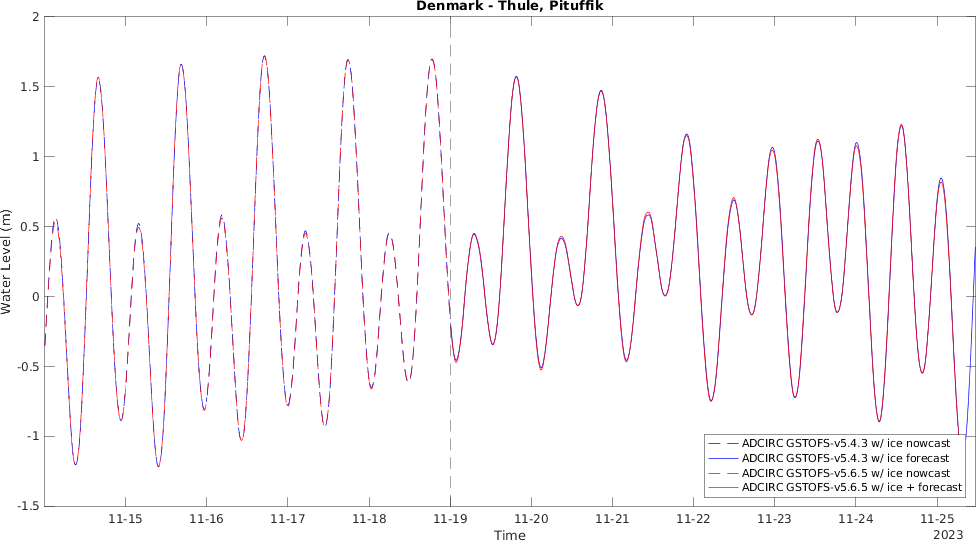 Denmark - Thule, Pituffik
2
1.5
1
0.5
0
-0.5
-1
-1.5
Water Level (m)
ADCIRC GSTOFS-v5.4.3 w/ ice nowcast
ADCIRC GSTOFS-v5.4.3 w/ ice forecast
ADCIRC GSTOFS-v5.6.5 w/ ice nowcast
ADCIRC GSTOFS-v5.6.5 w/ ice + forecast
11-15 11-16 11-17 11-18 11-19 11-20 11-21 11-22 11-23 11-24 11-25
Time
2023